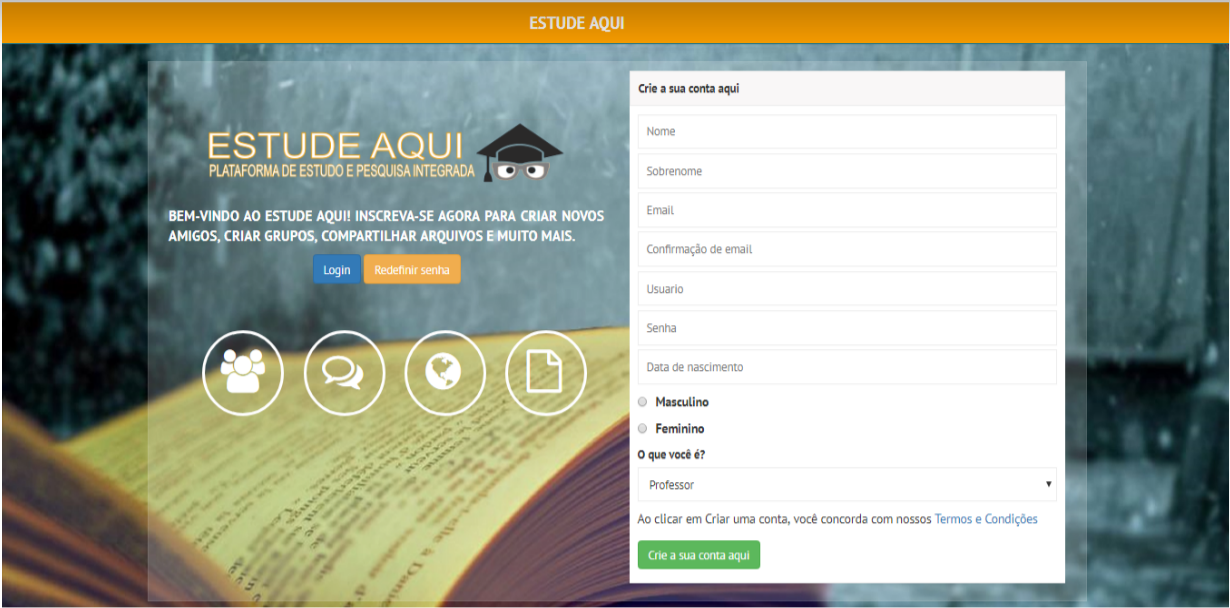 ESTUDE AQUI
ESTUDE AQUI
PLATAFORMA DE ESTUDO E PESQUISA INTEGRADA
BEM-VINDO AO ESTUDE AQUI! INSCREVA-SE AGORA PARA CRIAR NOVOS
AMIGOS, CRIAR GRUPOS, COMPARTILHAR ARQUIVOS E MUITO MAIS.
Login
Redefinir senha
Crie a sua conta aqui
Nome
Sobrenome
Email
Confirmação de email
Usuario
Senha
Data de nascimento
Masculino
Feminino
O que você é?
Professor
Ao clicar em Criar uma conta, você concorda com nossos Termos e Condições
Crie a sua conta aqui